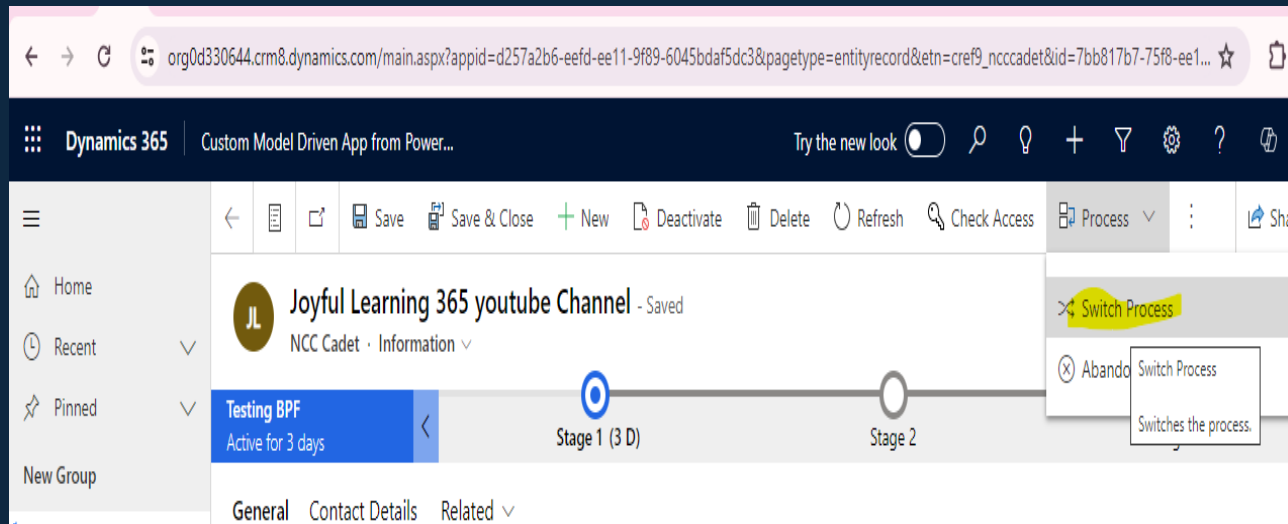 org0d330644.crm8.dynamics.com/main.aspx?appid=d257a2b6-eefd-ee11-9f89-6045bdaf5dc3&pagetype=entityrecord&etn=cref9_ncccadet&id=7bb817b7-75f8-ee1...
Dynamics 365 Custom Model Driven App from Power... Try the new look
Save Save & Close New Deactivate Delete Refresh Check Access Process Sha
Home
Recent
Pinned
New Group
JL
Joyful Learning 365 youtube Channel - Saved
NCC Cadet · Information
Switch Process
Abando
Switch Process
Switches the process.
Testing BPF
Active for 3 days
Stage 1 (3 D)
Stage 2
General Contact Details Related